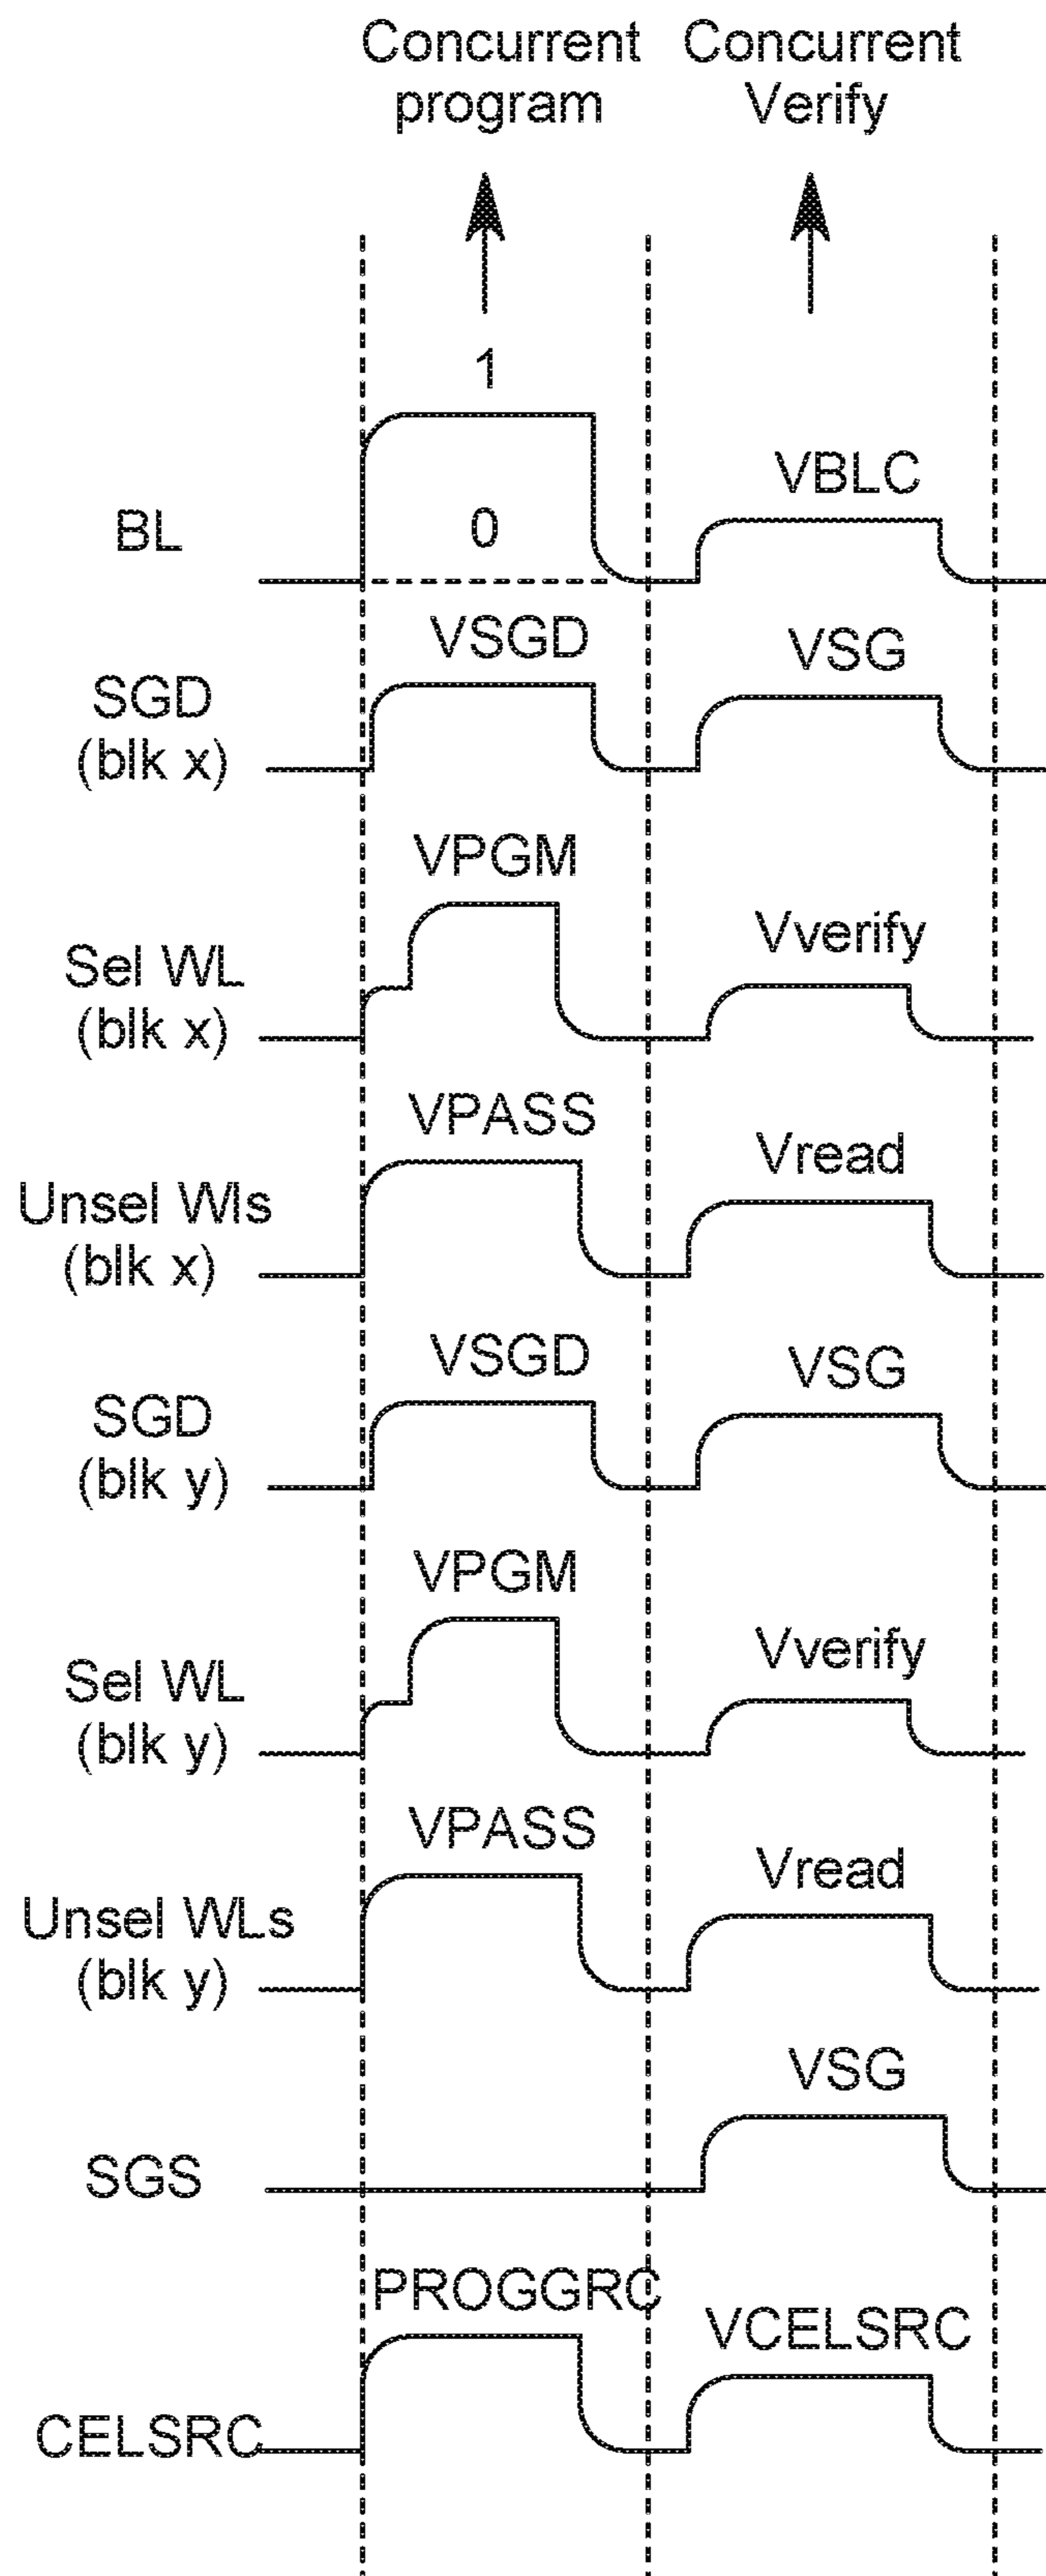 Concurrent program
Concurrent Verify
1
BL
0
VBLC
SGD (blk x)
VSGD
VSG
Sel WL (blk x)
VPGM
Vverify
Unsel Wls (blk x)
VPASS
Vread
SGD (blk y)
VSGD
VSG
Sel WL (blk y)
VPGM
Vverify
Unsel WLs (blk y)
VPASS
Vread
SGS
VSG
CELSRC
PROGGRC
VCELSRC